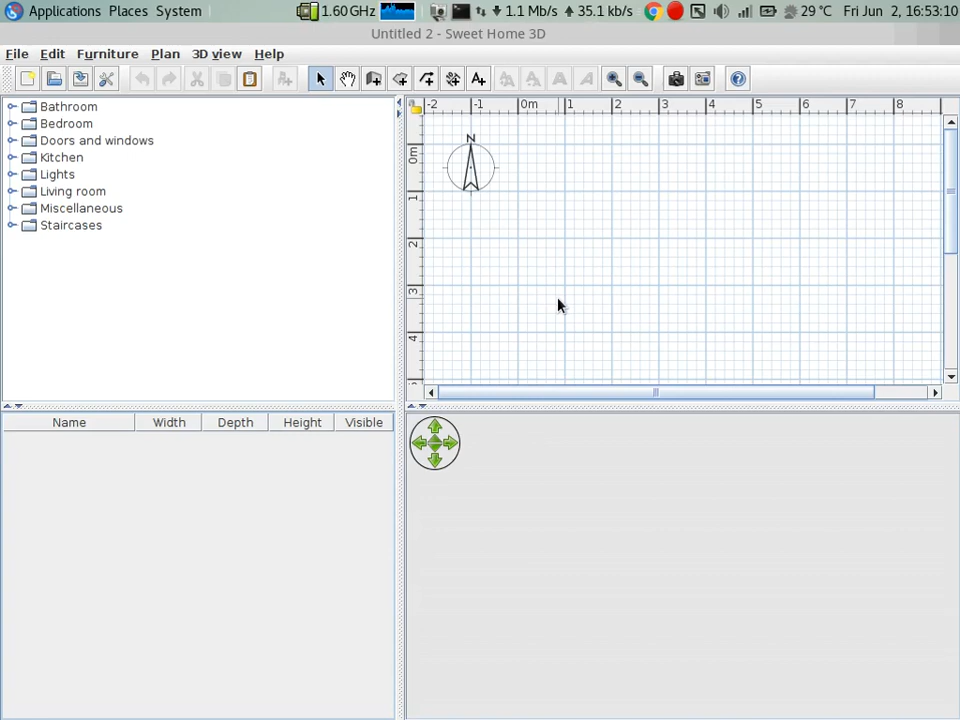 Applications Places System 1.60 GHz 1.1 Mb/s 35.1 kb/s 29 °C Fri Jun 2, 16:53:10
Untitled 2 - Sweet Home 3D
File Edit Furniture Plan 3D view Help
Bathroom
Bedroom
Doors and windows
Kitchen
Lights
Living room
Miscellaneous
Staircases
-2 -1 0m 1 2 3 4 5 6 7 8
N
0m
1
2
3
4
Name Width Depth Height Visible